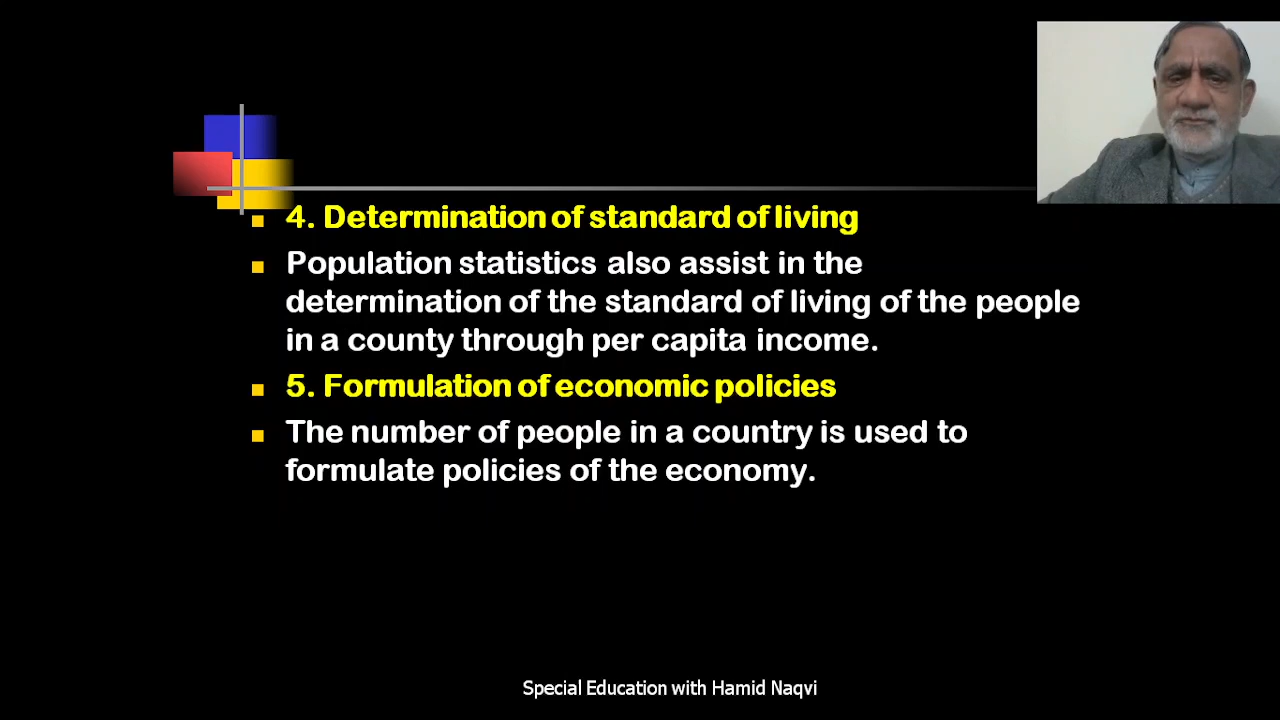 4. Determination of standard of living
Population statistics also assist in the
determination of the standard of living of the people
in a county through per capita income.
5. Formulation of economic policies
The number of people in a country is used to
formulate policies of the economy.
Special Education with Hamid Naqvi